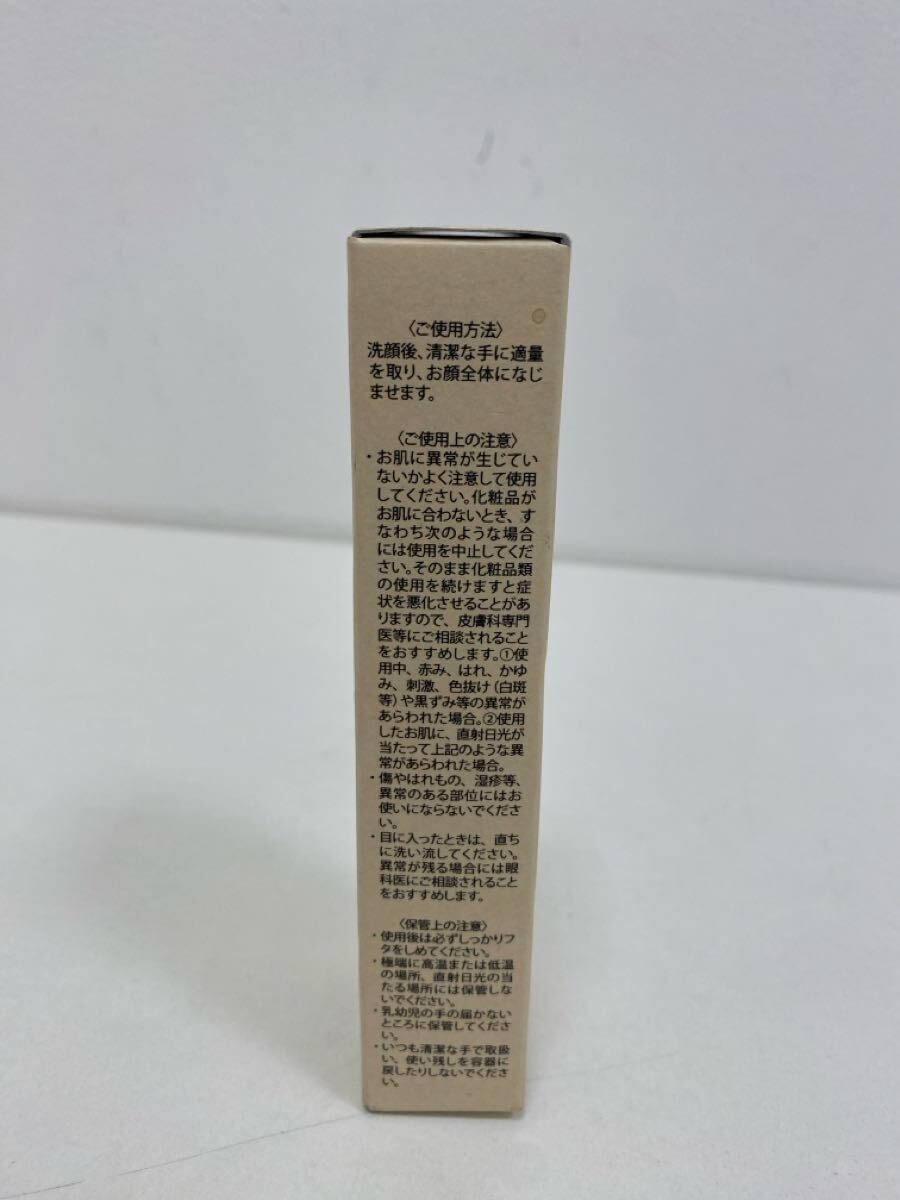 〈ご使用方法〉
洗顔後、清潔な手に適量
を取り、お顔全体になじ
ませます。
〈ご使用上の注意〉
・お肌に異常が生じてい
ないかよく注意して使用
してください。化粧品が
お肌に合わないとき、す
なわち次のような場合
には使用を中止してくだ
さい。そのまま化粧品類
の使用を続けますと症
状を悪化させることがあ
りますので、皮膚科専門
医等にご相談されること
をおすすめします。①使
用中、赤み、はれ、かゆ
み、刺激、色抜け(白斑
等)や黒ずみ等の異常が
あらわれた場合。②使用
したお肌に、直射日光が
当たって上記のような異
常があらわれた場合。
・傷やはれもの、湿疹等、
異常のある部位にはお
使いにならないでくださ
い。
・目に入ったときは、直ち
に洗い流してください。
異常が残る場合には眼
科医にご相談されること
をおすすめします。
〈保管上の注意〉
・使用後は必ずしっかりフ
タをしめてください。
・極端に高温または低温
の場所、直射日光の当
たる場所には保管しな
いでください。
・乳幼児の手の届かない
ところに保管してくださ
い。
・いつも清潔な手で取扱
い、使い残しを容器に
戻したりしないでくださ
い。